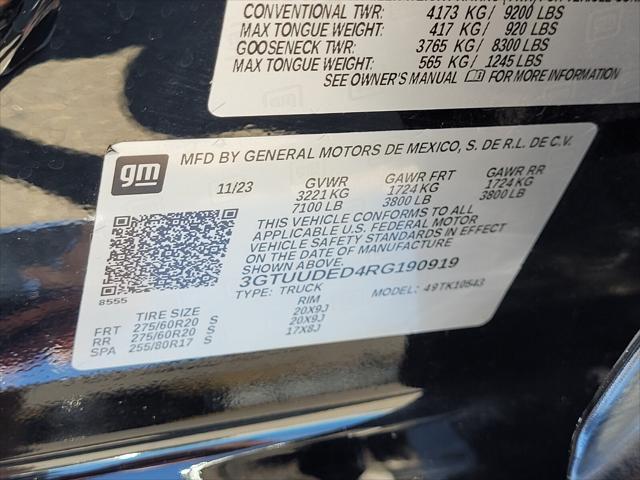 CONVENTIONAL TWR: 4173 KG / 9200 LBS
MAX TONGUE WEIGHT: 417 KG / 920 LBS
GOOSENECK TWR: 3765 KG / 8300 LBS
MAX TONGUE WEIGHT: 565 KG / 1245 LBS
SEE OWNER'S MANUAL FOR MORE INFORMATION
gm MFD BY GENERAL MOTORS DE MEXICO, S. DE R.L. DE C.V.
11/23 GVWR GAWR FRT GAWR RR
3221 KG 1724 KG 1724 KG
7100 LB 3800 LB 3800 LB
THIS VEHICLE CONFORMS TO ALL
APPLICABLE U.S. FEDERAL MOTOR
VEHICLE SAFETY STANDARDS IN EFFECT
ON THE DATE OF MANUFACTURE
SHOWN ABOVE.
3GTUUDED4RG190919
8555
TYPE: TRUCK MODEL: 49TK10543
TIRE SIZE RIM
FRT 275/60R20 S 20X9J
RR 275/60R20 S 20X9J
SPA 255/80R17 S 17X8J